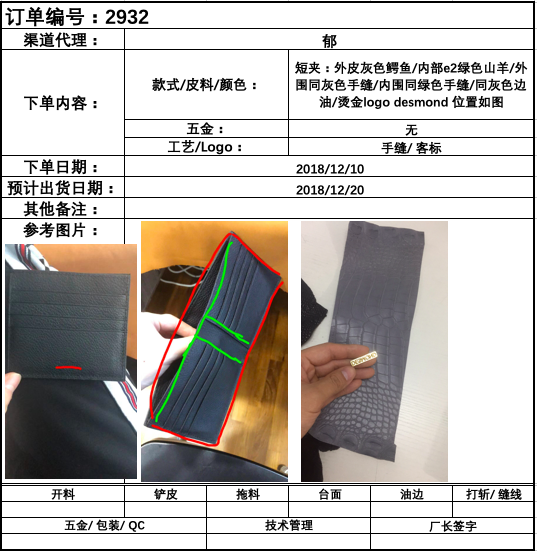 订单编号：2932
渠道代理：
郁
下单内容：
款式/皮料/颜色：
短夹：外皮灰色鳄鱼/内部e2绿色山羊/外
围同灰色手缝/内围同绿色手缝/同灰色边
油/烫金logo desmond 位置如图
五金：
无
工艺/Logo：
手缝/ 客标
下单日期：
2018/12/10
预计出货日期：
2018/12/20
其他备注：
参考图片：
开料
铲皮
拖料
台面
油边
打斩/ 缝线
五金/ 包装/ QC
技术管理
厂长签字